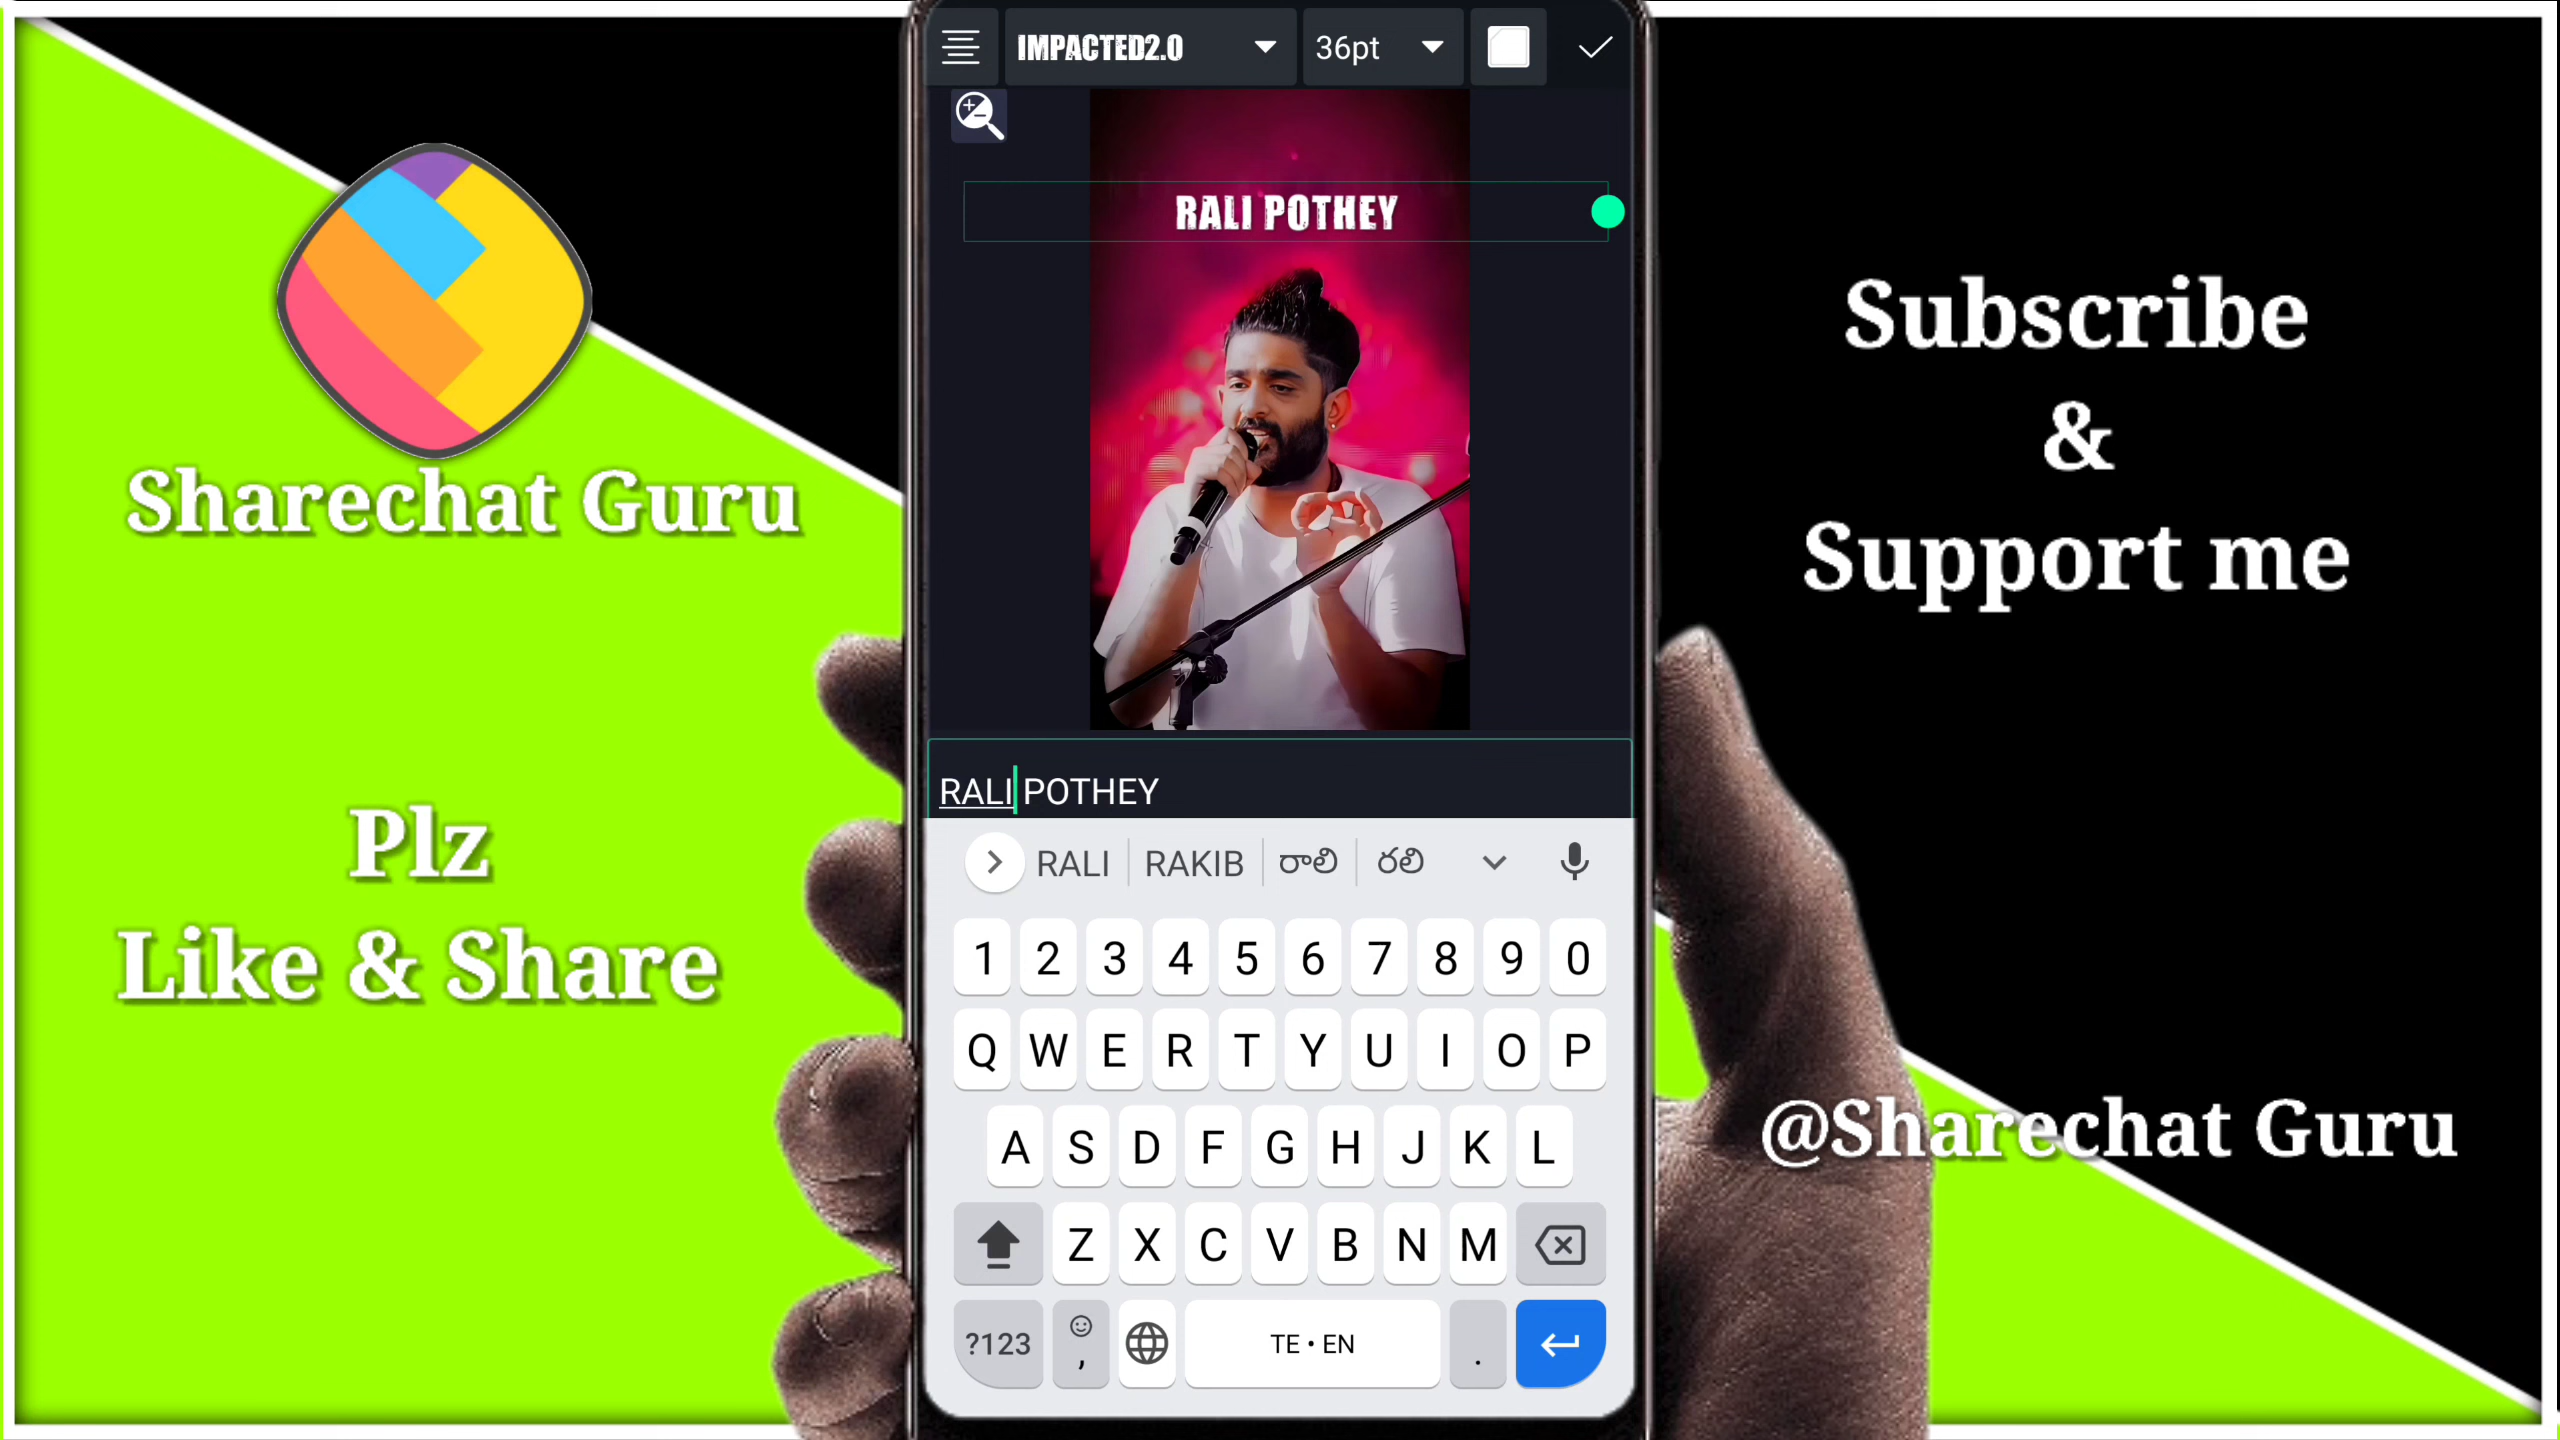 IMPACTED2.0
36pt
RALI POTHEY
Sharechat Guru
Plz
Like & Share
Subscribe
&
Support me
@Sharechat Guru
RALI POTHEY
RALI RAKIB రాలి రలి
1 2 3 4 5 6 7 8 9 0
Q W E R T Y U I O P
A S D F G H J K L
Z X C V B N M
?123 , TE • EN .